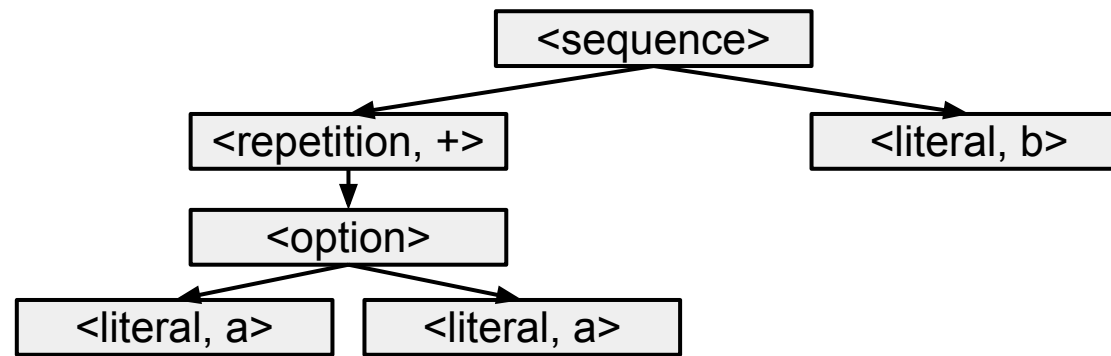 <sequence>
<repetition, +>
<literal, b>
<option>
<literal, a>
<literal, a>